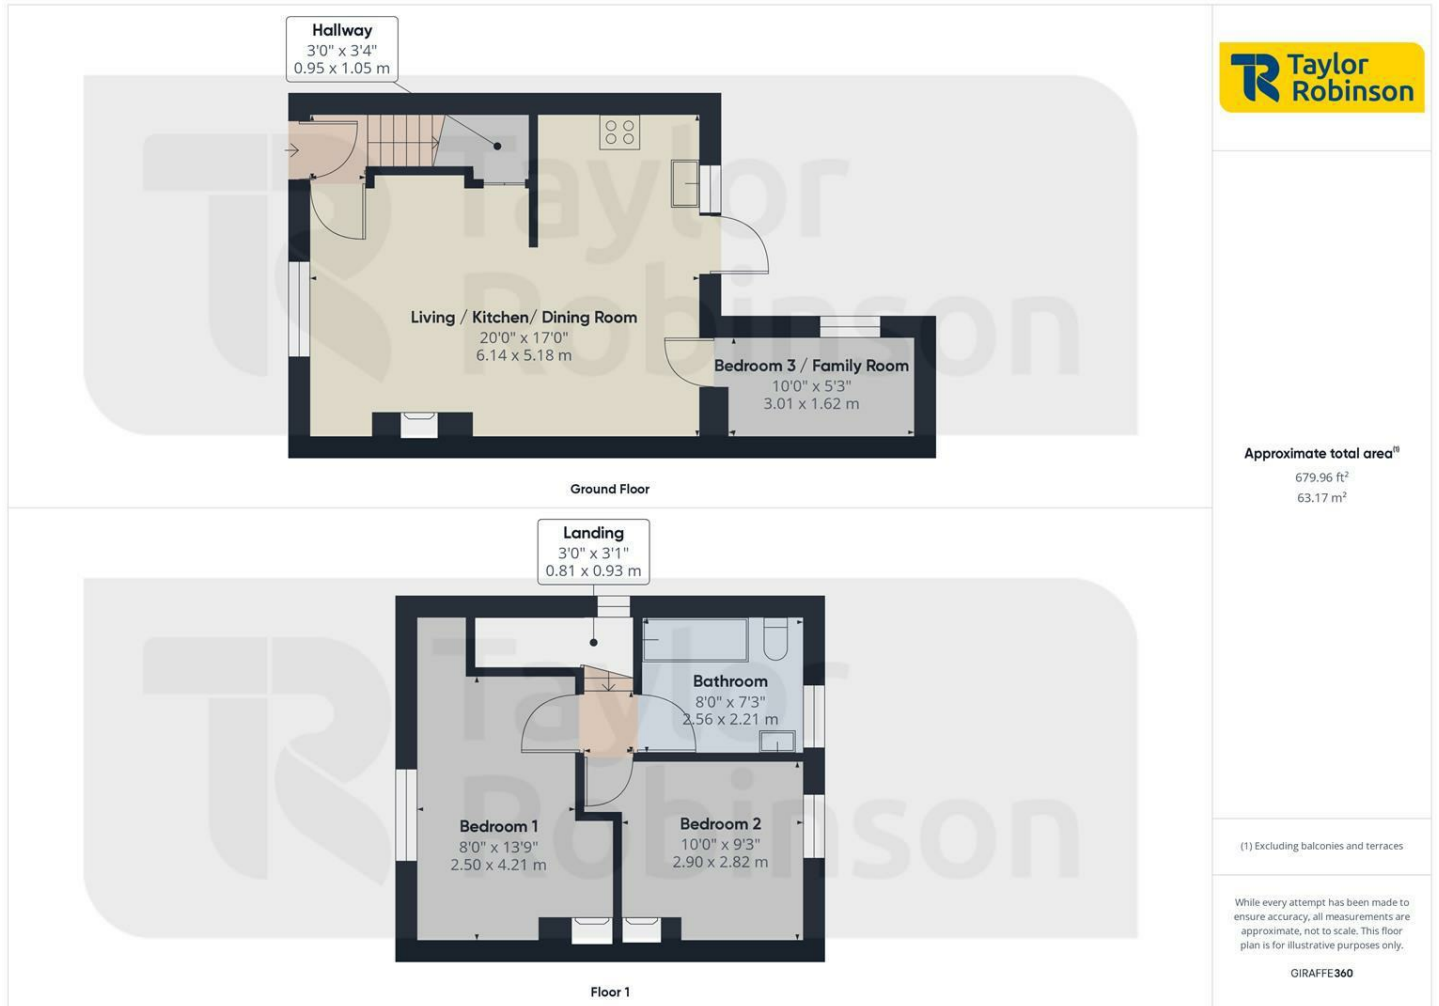 Hallway
3'0" x 3'4"
0.95 x 1.05 m
Taylor
Robinson
Living / Kitchen/ Dining Room
20'0" x 17'0"
6.14 x 5.18 m
Bedroom 3 / Family Room
10'0" x 5'3"
3.01 x 1.62 m
Taylor
Robinson
Ground Floor
Landing
3'0" x 3'1"
0.81 x 0.93 m
Bathroom
8'0" x 7'3"
2.56 x 2.21 m
Bedroom 1
8'0" x 13'9"
2.50 x 4.21 m
Bedroom 2
10'0" x 9'3"
2.90 x 2.82 m
Taylor
Robinson
Floor 1
TR
Approximate total area(1)
679.96 ft²
63.17 m²
(1) Excluding balconies and terraces
While every attempt has been made to
ensure accuracy, all measurements are
approximate, not to scale. This floor
plan is for illustrative purposes only.
GIRAFFE360